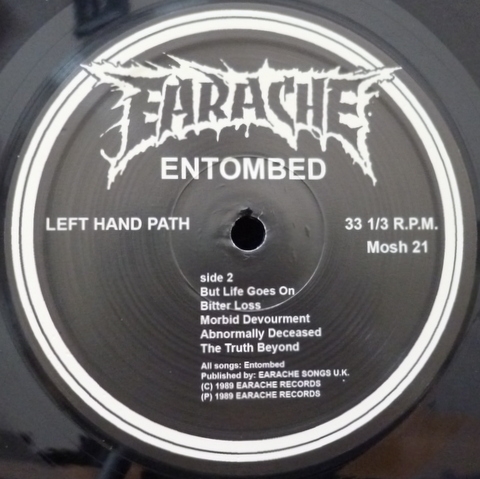 EARACHE
ENTOMBED
LEFT HAND PATH
33 1/3 R.P.M.
Mosh 21
side 2
But Life Goes On
Bitter Loss
Morbid Devourment
Abnormally Deceased
The Truth Beyond
All songs: Entombed
Published by: EARACHE SONGS U.K.
(C) 1989 EARACHE RECORDS
(P) 1989 EARACHE RECORDS